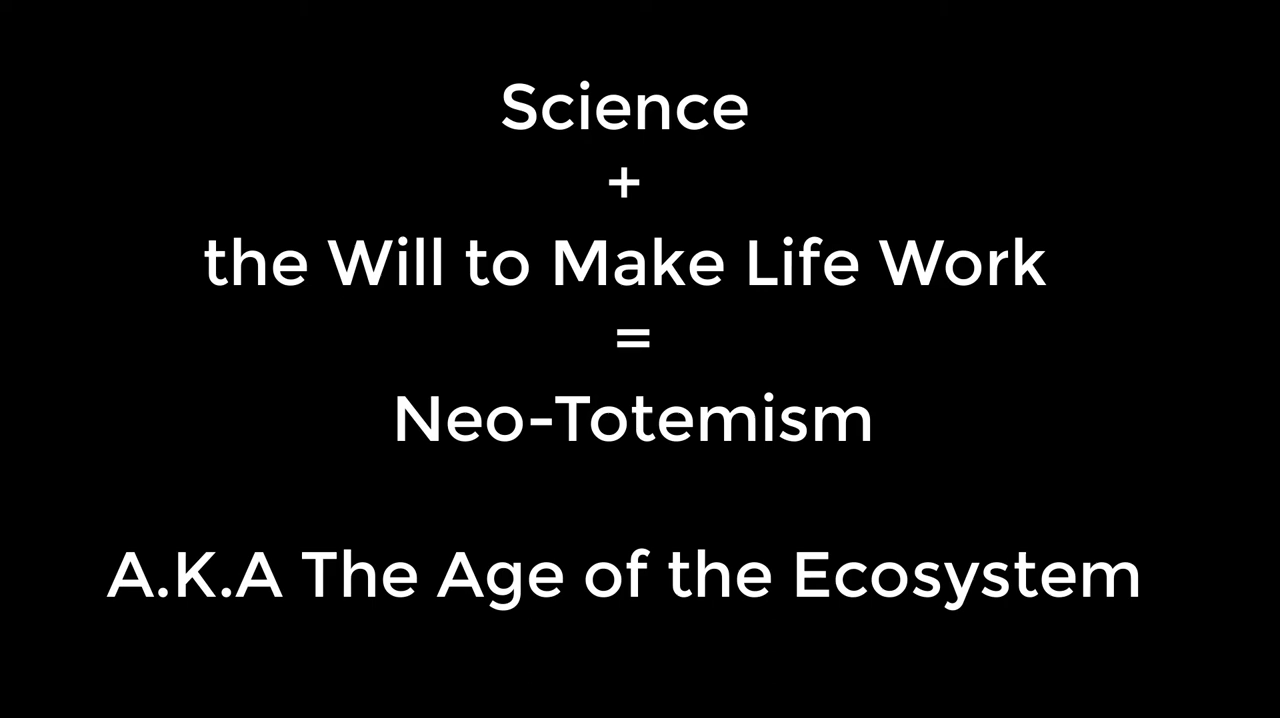 Science
+
the Will to Make Life Work
=
Neo-Totemism
A.K.A The Age of the Ecosystem